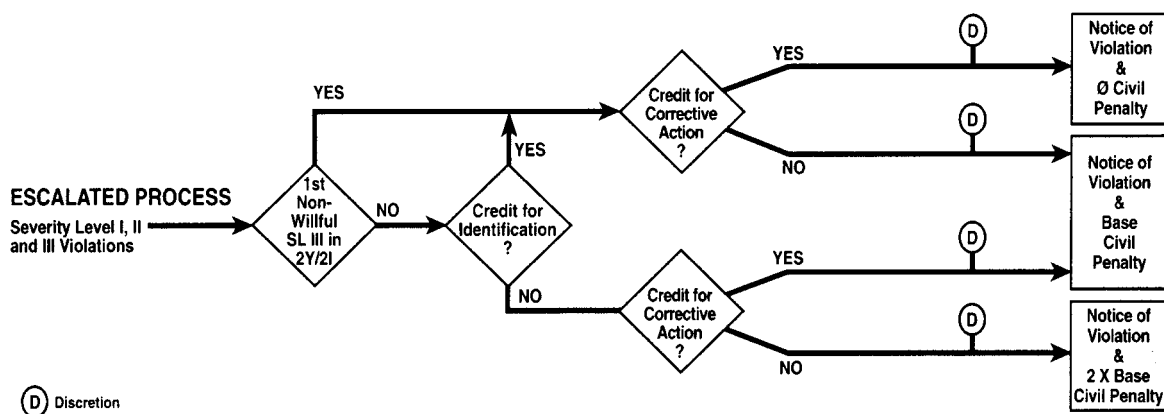 ESCALATED PROCESS
Severity Level I, II
and III Violations
1st
Non-
Willful
SL III in
2Y/2I
YES
NO
Credit for
Identification
?
YES
NO
Credit for
Corrective
Action
?
YES
NO
D
D
Credit for
Corrective
Action
?
YES
NO
D
D
Notice of
Violation
&
Ø Civil
Penalty
Notice of
Violation
&
Base
Civil
Penalty
Notice of
Violation
&
2 X Base
Civil Penalty
D Discretion